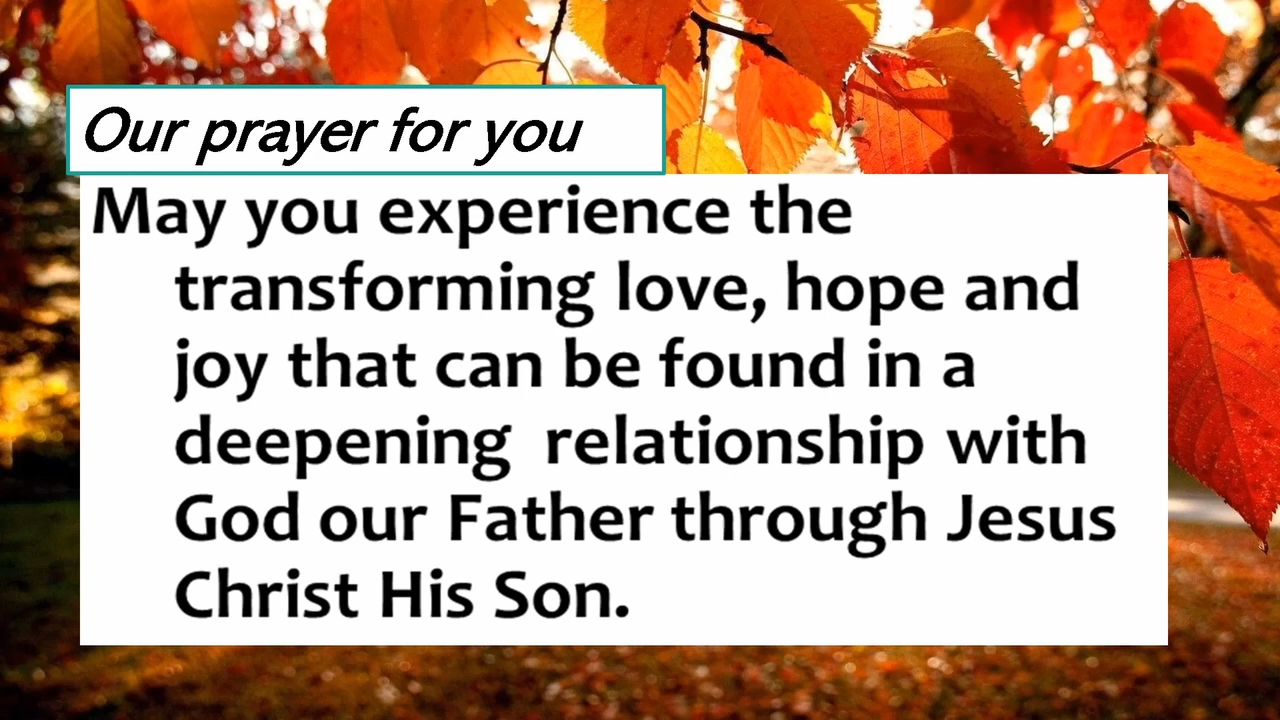 Our prayer for you
May you experience the
transforming love, hope and
joy that can be found in a
deepening  relationship with
God our Father through Jesus
Christ His Son.